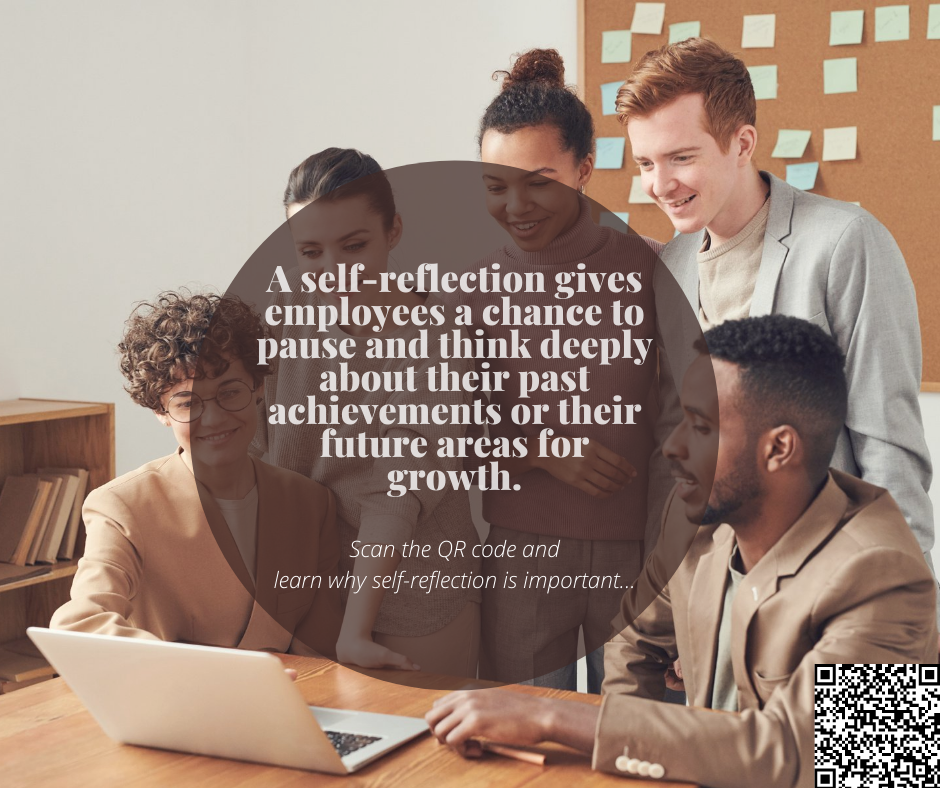 A self-reflection gives
employees a chance to
pause and think deeply
about their past
achievements or their
future areas for
growth.
Scan the QR code and
learn why self-reflection is important...